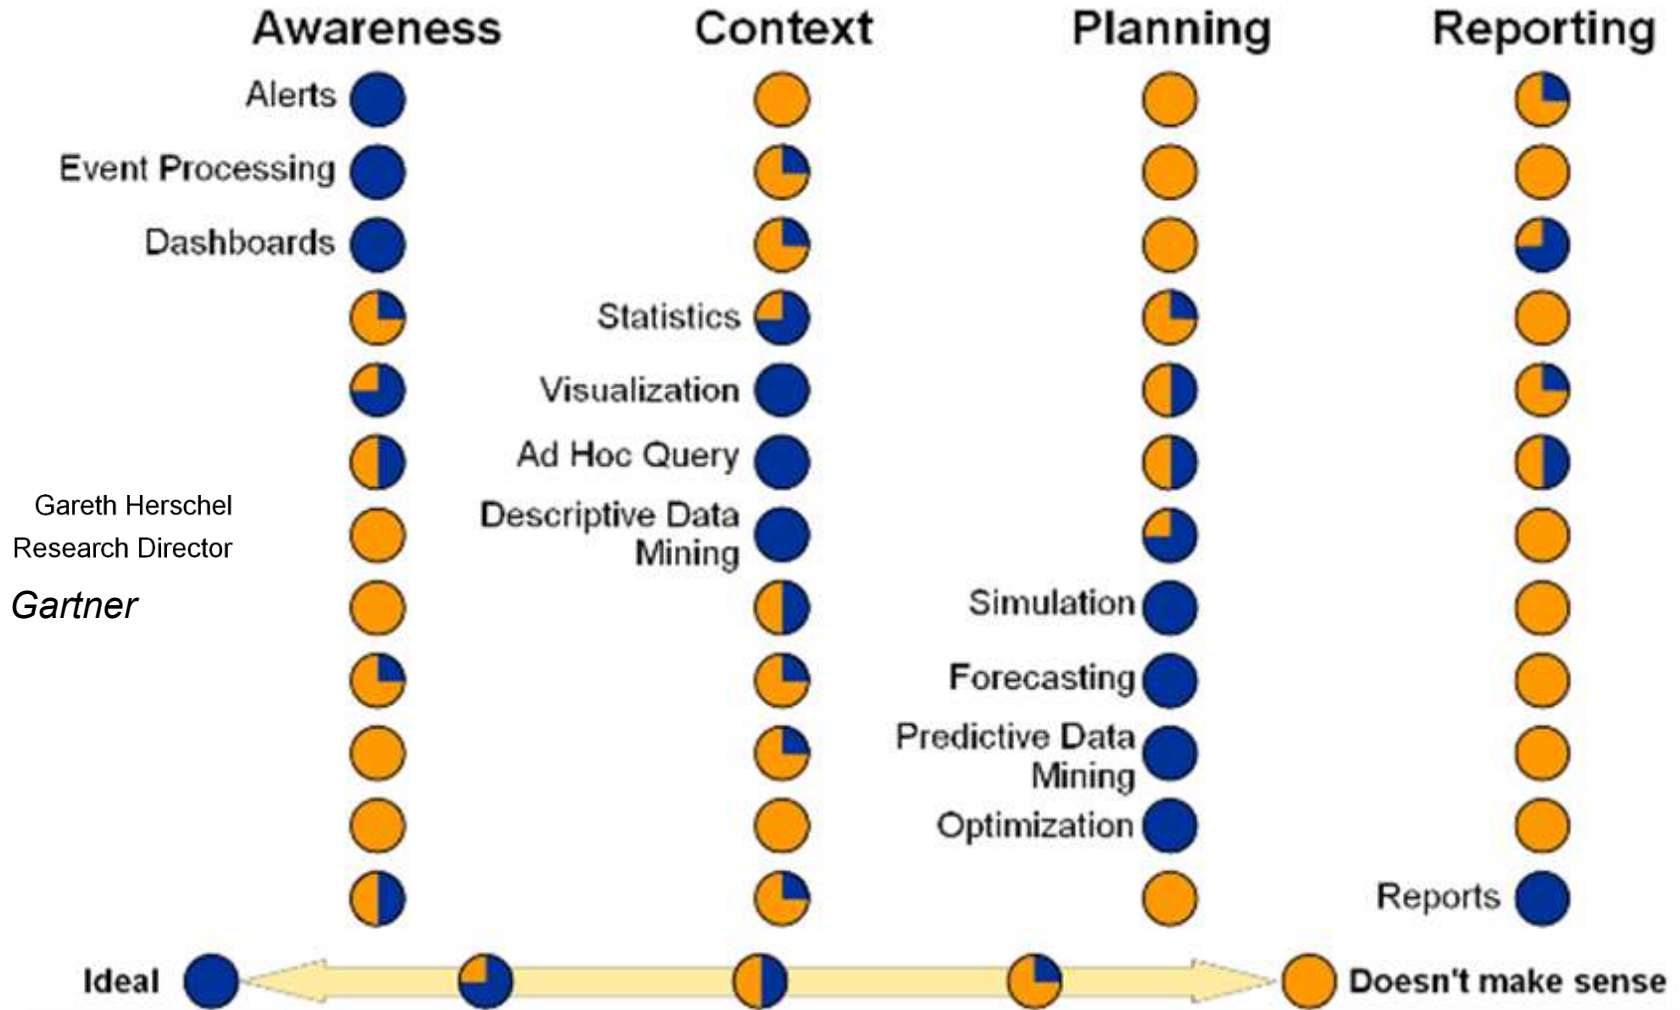 Awareness Context Planning Reporting
Alerts
Event Processing
Dashboards
Statistics
Visualization
Ad Hoc Query
Gareth Herschel
Research Director
Gartner
Descriptive Data
Mining
Simulation
Forecasting
Predictive Data
Mining
Optimization
Reports
Ideal Doesn't make sense